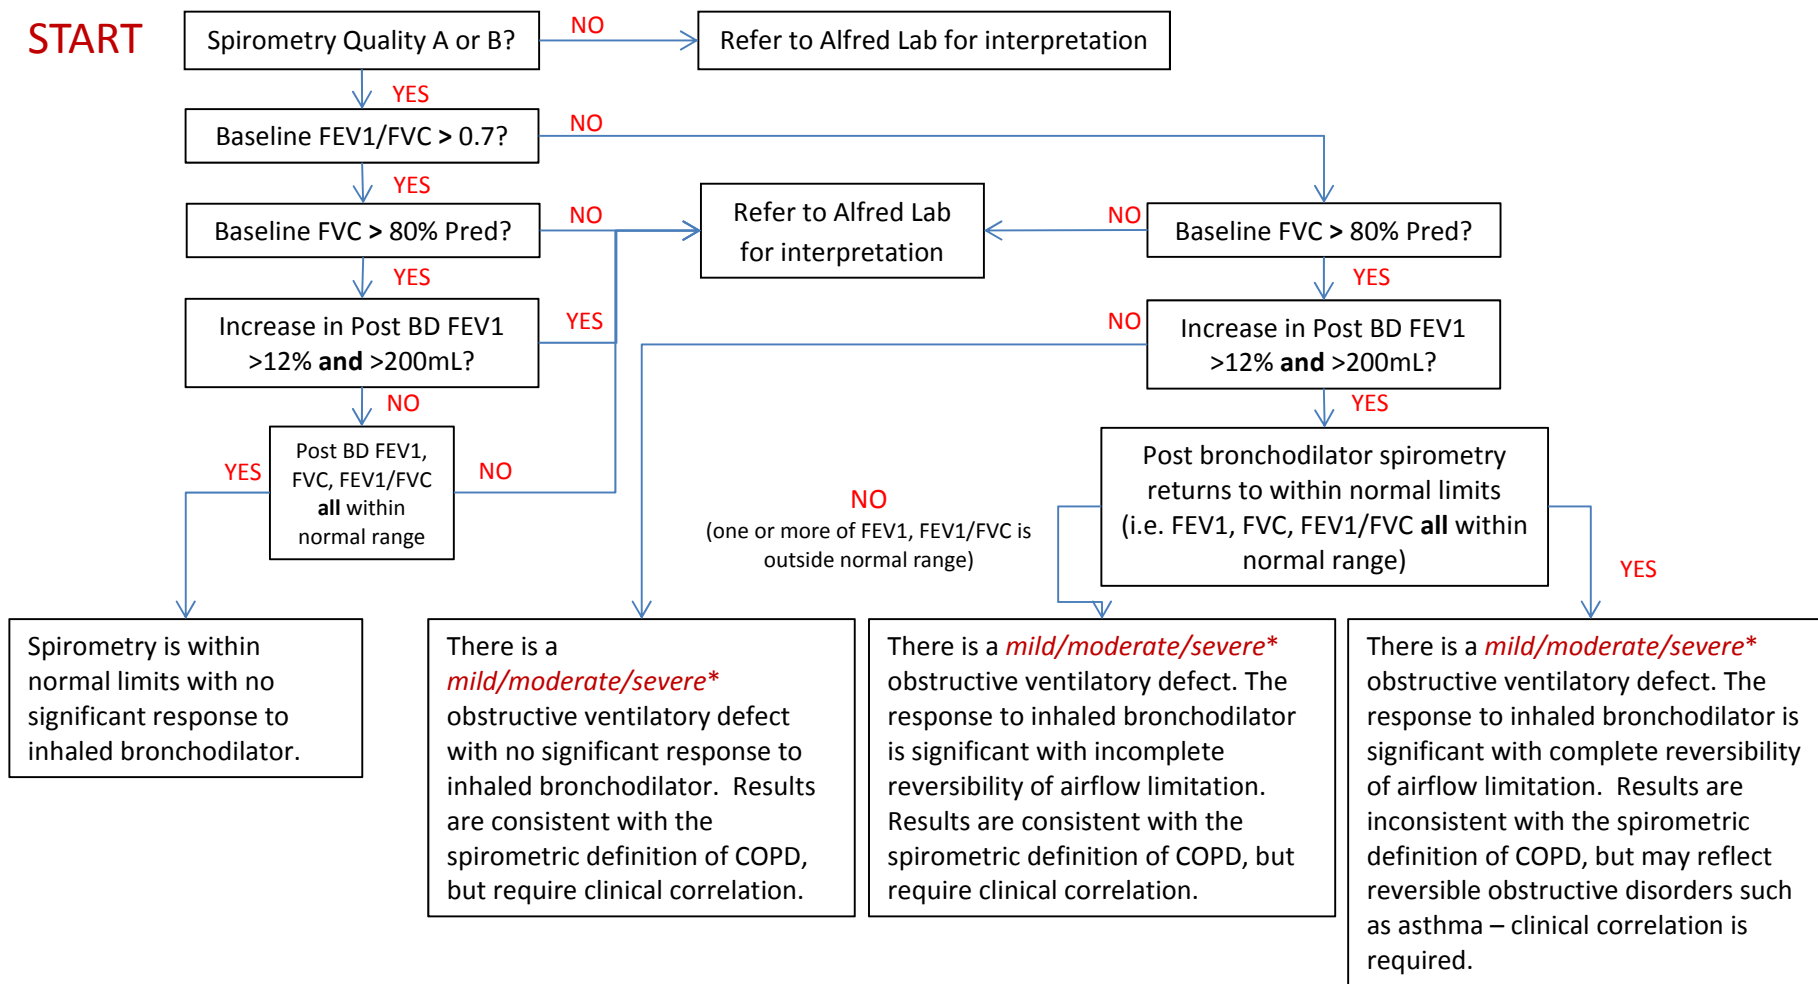 START
Spirometry Quality A or B?
NO
Refer to Alfred Lab for interpretation
YES
Baseline FEV1/FVC > 0.7?
NO
YES
Baseline FVC > 80% Pred?
NO
Refer to Alfred Lab
for interpretation
NO
Baseline FVC > 80% Pred?
YES
YES
Increase in Post BD FEV1
>12% and >200mL?
YES
NO
Increase in Post BD FEV1
>12% and >200mL?
NO
YES
YES
Post BD FEV1,
FVC, FEV1/FVC
all within
normal range
NO
NO
(one or more of FEV1, FEV1/FVC is
outside normal range)
Post bronchodilator spirometry
returns to within normal limits
(i.e. FEV1, FVC, FEV1/FVC all within
normal range)
YES
Spirometry is within
normal limits with no
significant response to
inhaled bronchodilator.
There is a
mild/moderate/severe*
obstructive ventilatory defect
with no significant response to
inhaled bronchodilator.  Results
are consistent with the
spirometric definition of COPD,
but require clinical correlation.
There is a mild/moderate/severe*
obstructive ventilatory defect. The
response to inhaled bronchodilator
is significant with incomplete
reversibility of airflow limitation.
Results are consistent with the
spirometric definition of COPD, but
require clinical correlation.
There is a mild/moderate/severe*
obstructive ventilatory defect. The
response to inhaled bronchodilator is
significant with complete reversibility
of airflow limitation.  Results are
inconsistent with the spirometric
definition of COPD, but may reflect
reversible obstructive disorders such
as asthma – clinical correlation is
required.